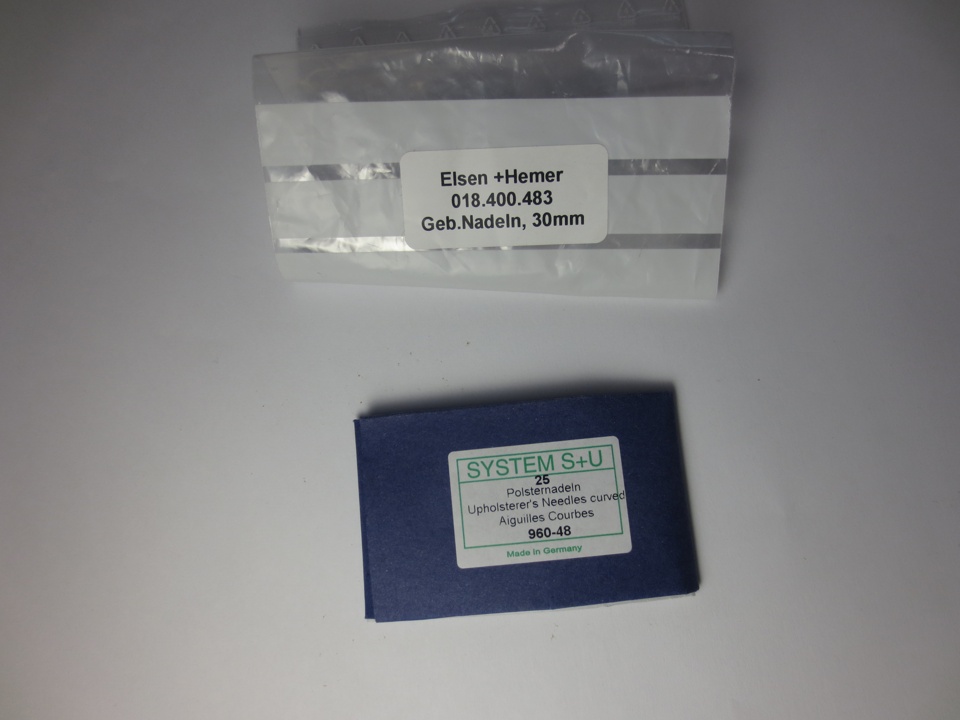 Elsen +Hemer
018.400.483
Geb.Nadeln, 30mm
SYSTEM S+U
25
Polsternadeln
Upholsterer's Needles curved
Aiguilles Courbes
960-48
Made in Germany